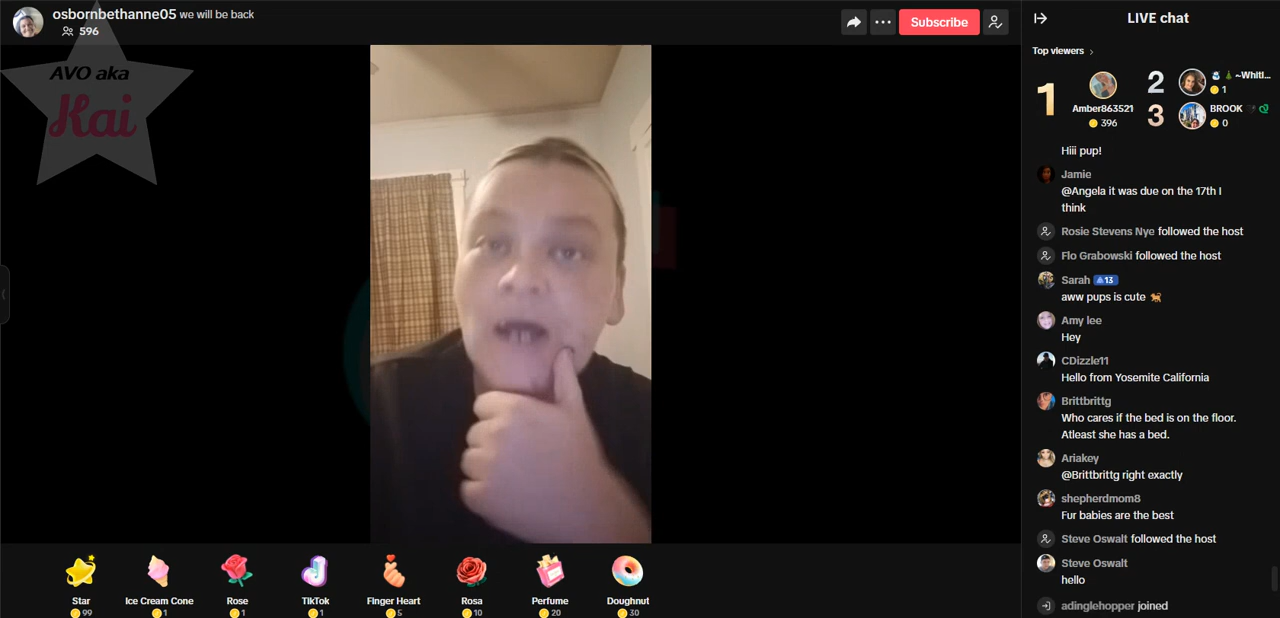 osbornbethanne05 we will be back
596
Subscribe
AVO aka
Kai
LIVE chat
Top viewers
1
Amber863521
396
2
~Whitl...
1
3
BROOK
0
Hiii pup!
Jamie
@Angela it was due on the 17th I
think
Rosie Stevens Nye followed the host
Flo Grabowski followed the host
Sarah 13
aww pups is cute
Amy lee
Hey
CDizzle11
Hello from Yosemite California
Brittbrittg
Who cares if the bed is on the floor.
Atleast she has a bed.
Ariakey
@Brittbrittg right exactly
shepherdmom8
Fur babies are the best
Steve Oswalt followed the host
Steve Oswalt
hello
adinglehopper joined
Star
99
Ice Cream Cone
1
Rose
1
TikTok
1
Finger Heart
5
Rosa
10
Perfume
20
Doughnut
30